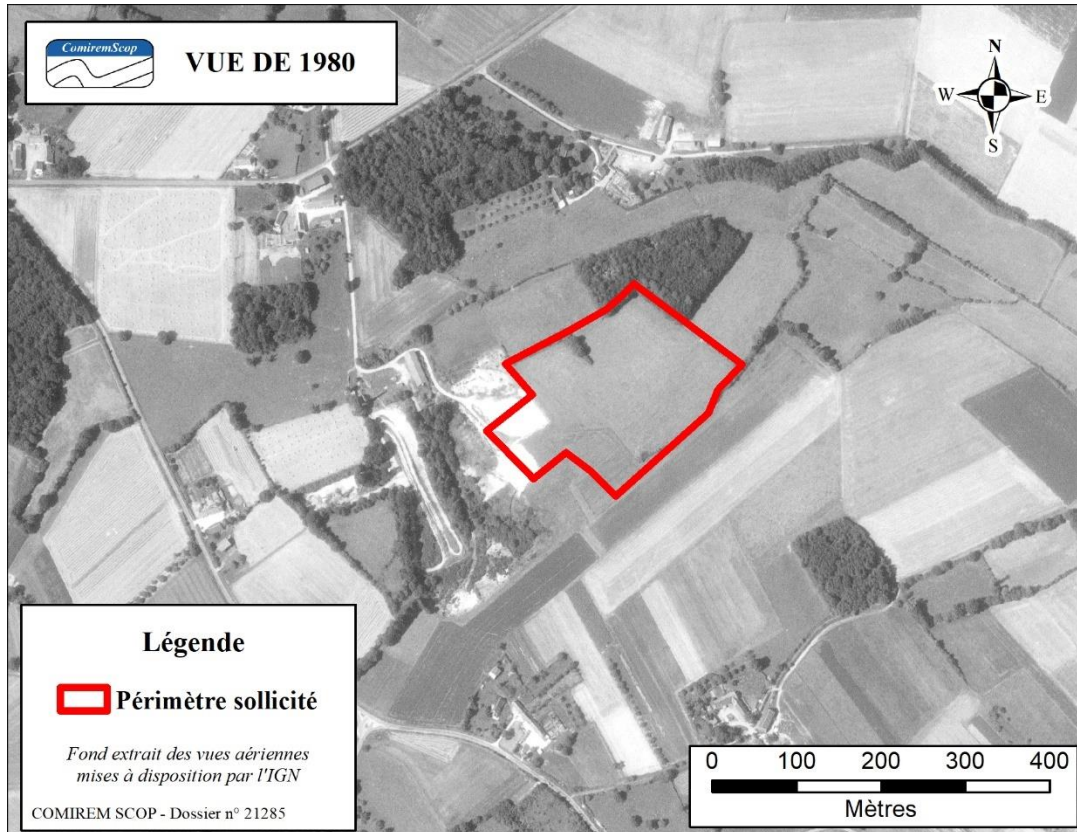 ComiremScop
VUE DE 1980
N
W
E
S
Légende
Périmètre sollicité
Fond extrait des vues aériennes
mises à disposition par l'IGN
COMIREM SCOP - Dossier n° 21285
0 100 200 300 400
Mètres